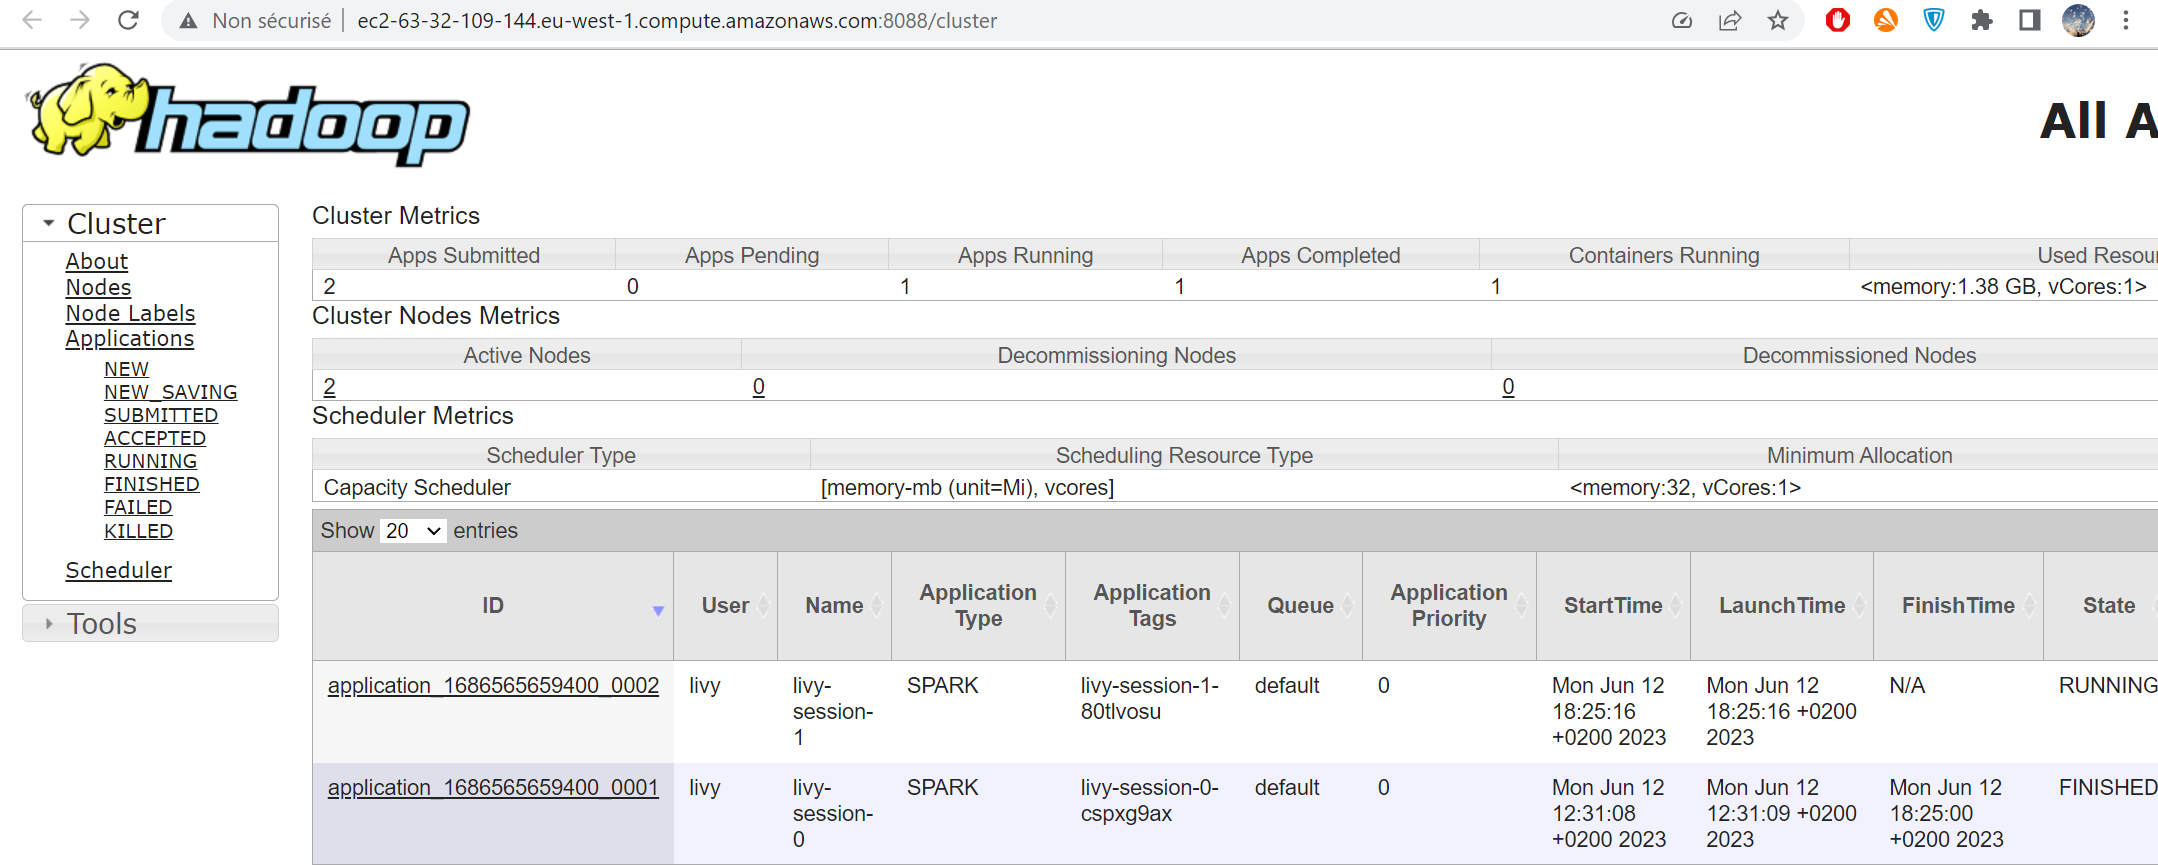 Non sécurisé ec2-63-32-109-144.eu-west-1.compute.amazonaws.com:8088/cluster
hadoop
All A
Cluster
About
Nodes
Node Labels
Applications
NEW
NEW_SAVING
SUBMITTED
ACCEPTED
RUNNING
FINISHED
FAILED
KILLED
Scheduler
Tools
Cluster Metrics
Apps Submitted Apps Pending Apps Running Apps Completed Containers Running Used Resour
2 0 1 1 1 <memory:1.38 GB, vCores:1>
Cluster Nodes Metrics
Active Nodes Decommissioning Nodes Decommissioned Nodes
2 0 0
Scheduler Metrics
Scheduler Type Scheduling Resource Type Minimum Allocation
Capacity Scheduler [memory-mb (unit=Mi), vcores] <memory:32, vCores:1>
Show 20 entries
ID User Name Application Type Application Tags Queue Application Priority StartTime LaunchTime FinishTime State
application_1686565659400_0002 livy livy- SPARK livy-session-1- default 0 Mon Jun 12 Mon Jun 12 N/A RUNNING
session- 80tlvosu 18:25:16 18:25:16 +0200
1 +0200 2023 2023
application_1686565659400_0001 livy livy- SPARK livy-session-0- default 0 Mon Jun 12 Mon Jun 12 Mon Jun 12 FINISHED
session- cspxg9ax 12:31:08 12:31:09 +0200 18:25:00
0 +0200 2023 2023 +0200 2023